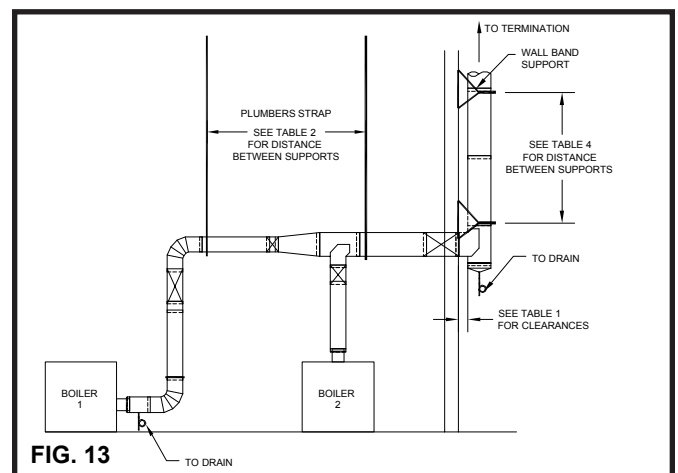 TO TERMINATION
WALL BAND
SUPPORT
PLUMBERS STRAP
SEE TABLE 2
FOR DISTANCE
BETWEEN SUPPORTS
SEE TABLE 4
FOR DISTANCE
BETWEEN SUPPORTS
TO DRAIN
SEE TABLE 1
FOR CLEARANCES
BOILER
1
BOILER
2
FIG. 13
TO DRAIN